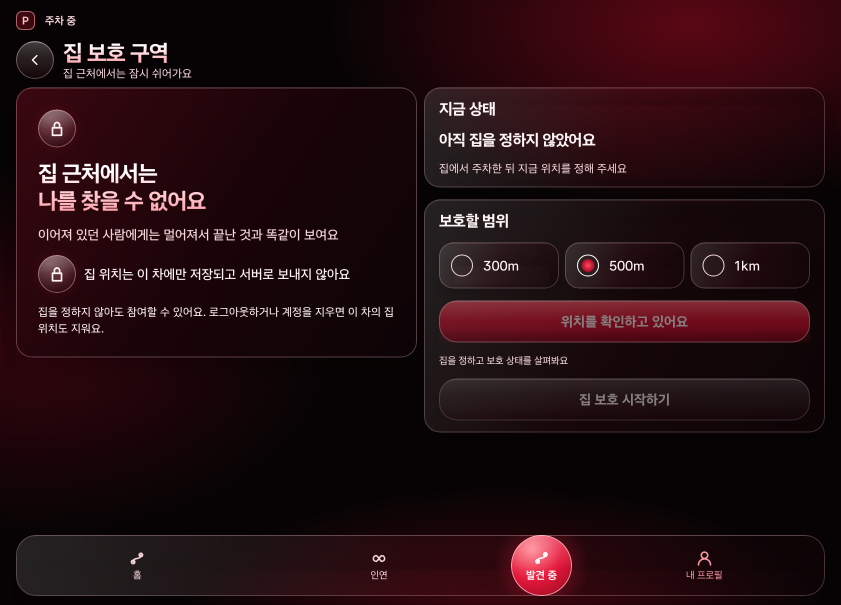 P 주차 중
집 보호 구역
집 근처에서는 잠시 쉬어가요
집 근처에서는
나를 찾을 수 없어요
이어져 있던 사람에게는 멀어져서 끝난 것과 똑같이 보여요
집 위치는 이 차에만 저장되고 서버로 보내지 않아요
집을 정하지 않아도 참여할 수 있어요. 로그아웃하거나 계정을 지우면 이 차의 집
위치도 지워요.
지금 상태
아직 집을 정하지 않았어요
집에서 주차한 뒤 지금 위치를 정해 주세요
보호할 범위
300m 500m 1km
위치를 확인하고 있어요
집을 정하고 보호 상태를 살펴봐요
집 보호 시작하기
홈 인연 발견 중 내 프로필